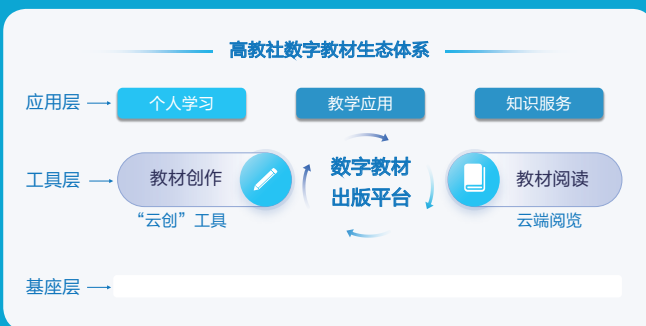 高教社数字教材生态体系
应用层
个人学习
教学应用
知识服务
工具层
教材创作
数字教材
出版平台
教材阅读
“云创”工具
云端阅览
基座层